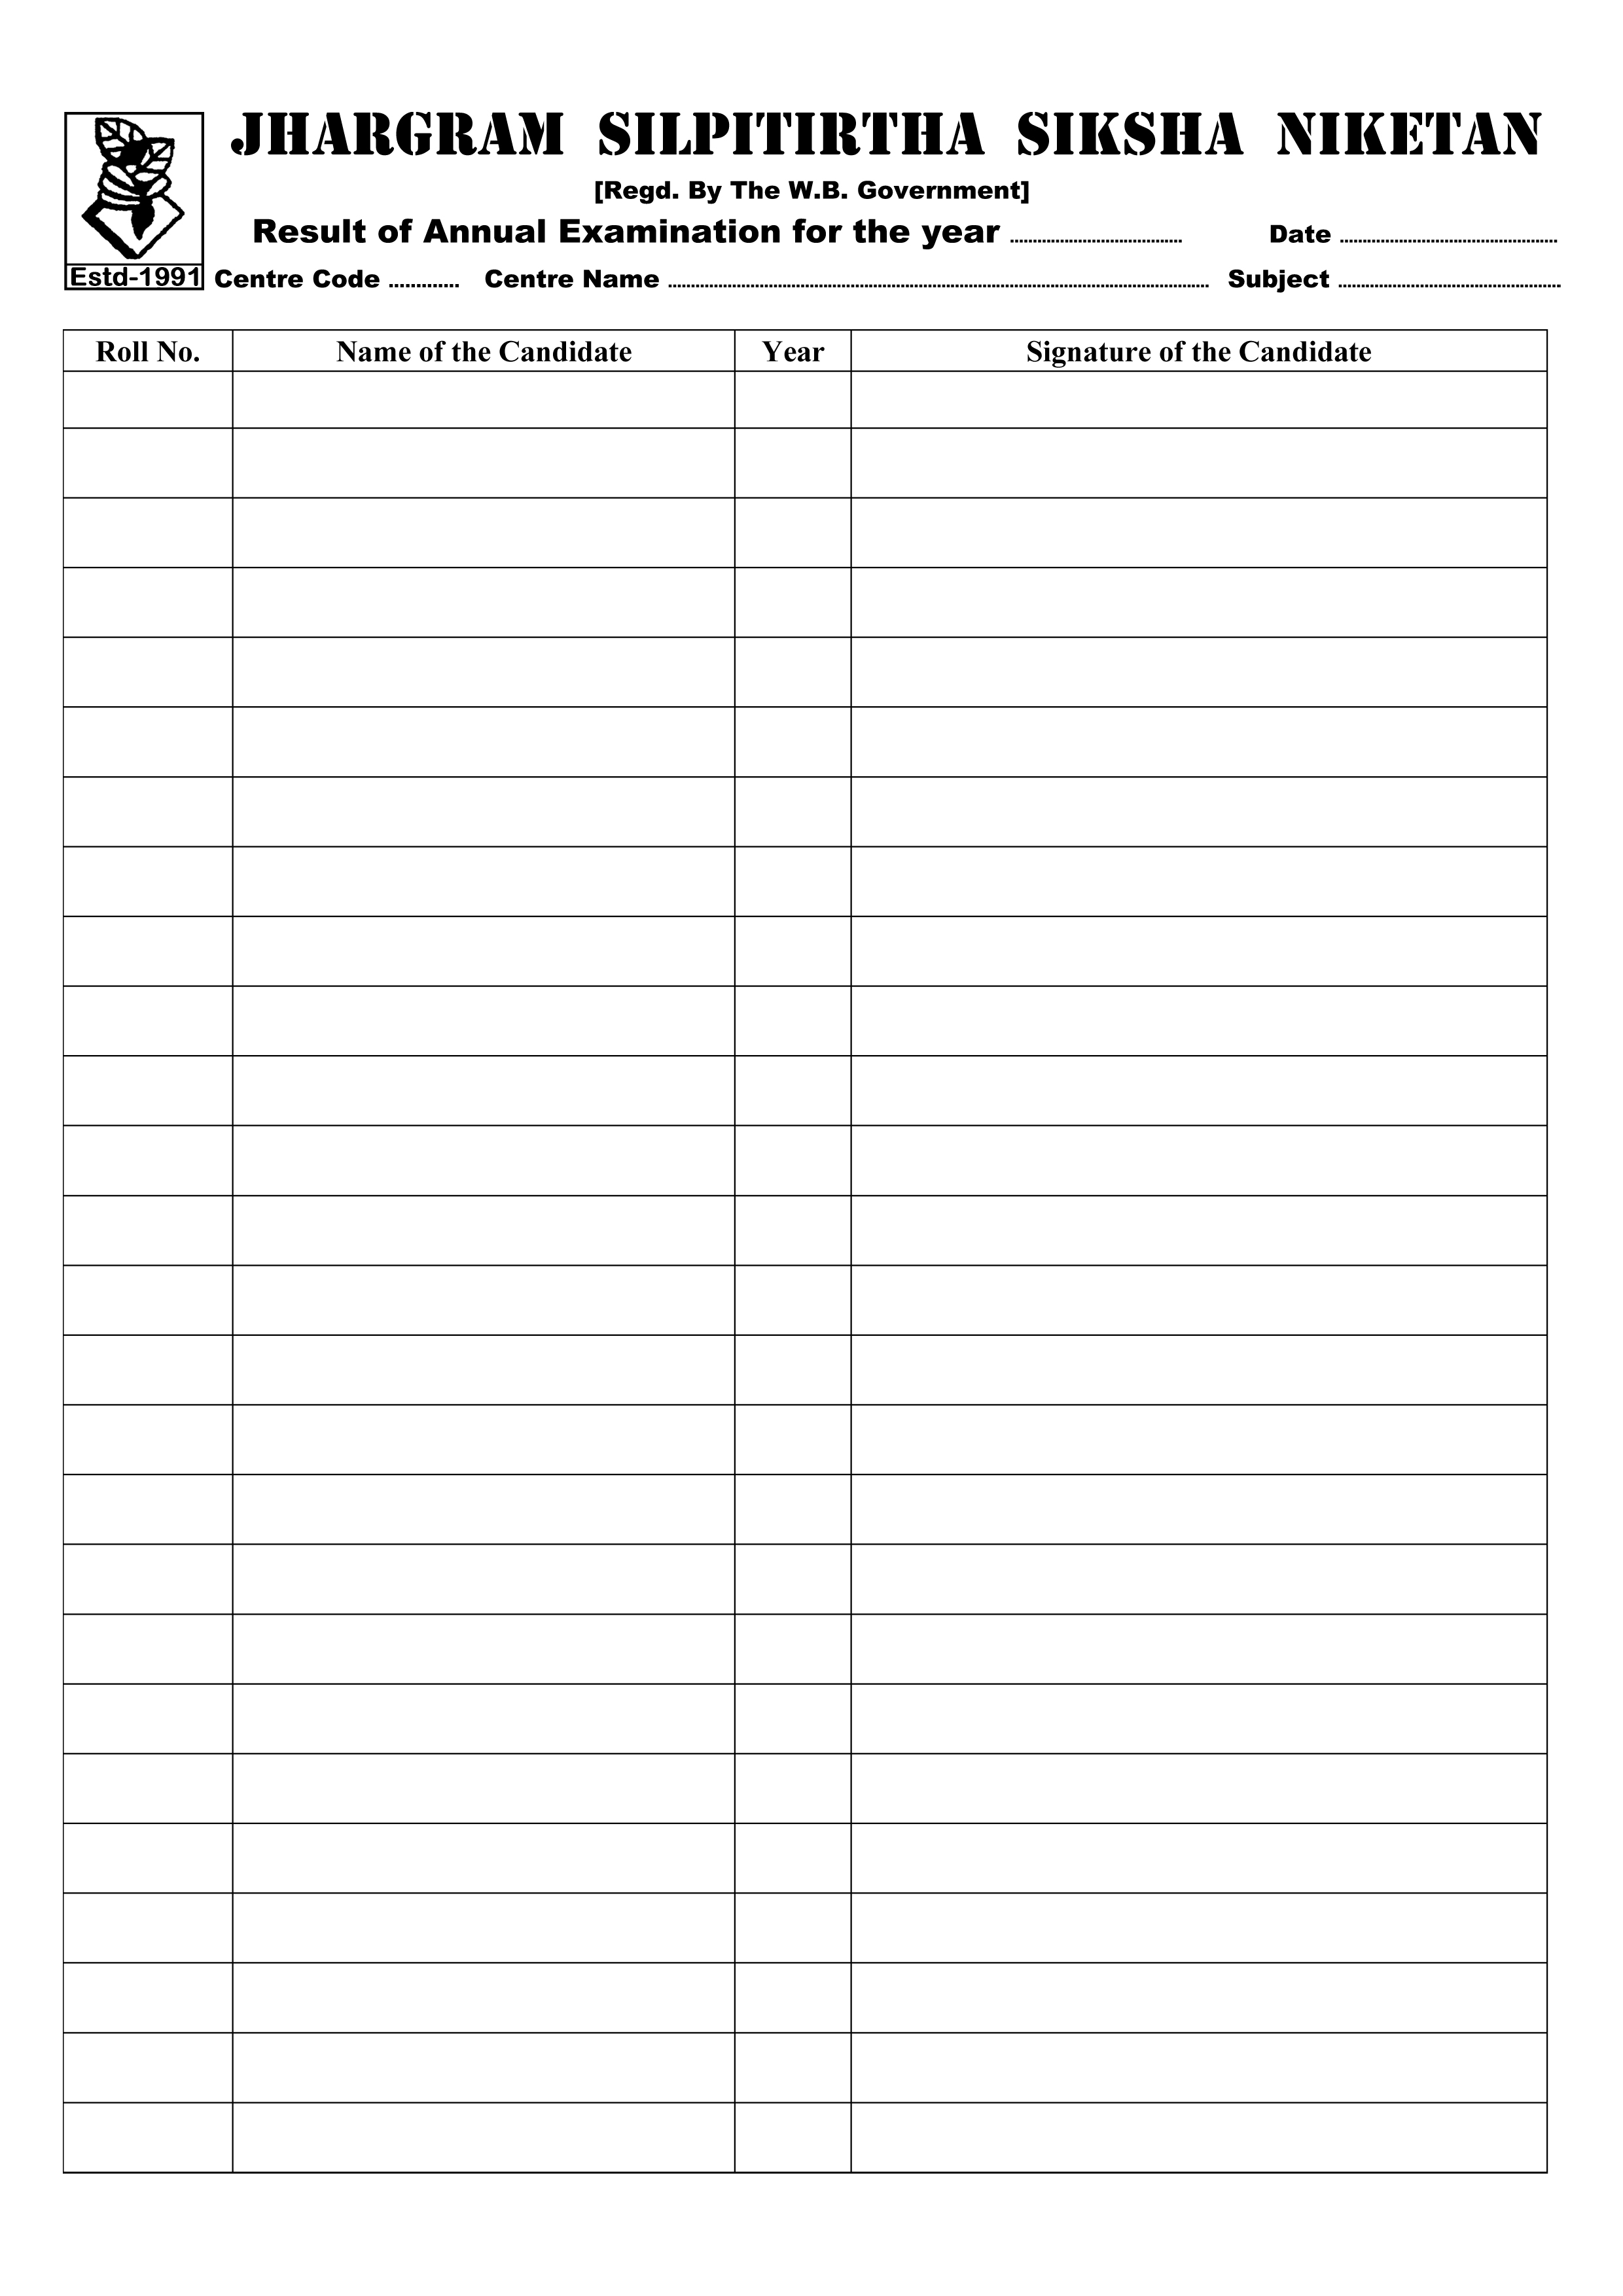 JHARGRAM SILPITIRTHA SIKSHA NIKETAN
[Regd. By The W.B. Government]
Result of Annual Examination for the year .............................. Date ......................................
Estd-1991 Centre Code ............ Centre Name ............................................................................................... Subject .......................................
Roll No. Name of the Candidate Year Signature of the Candidate